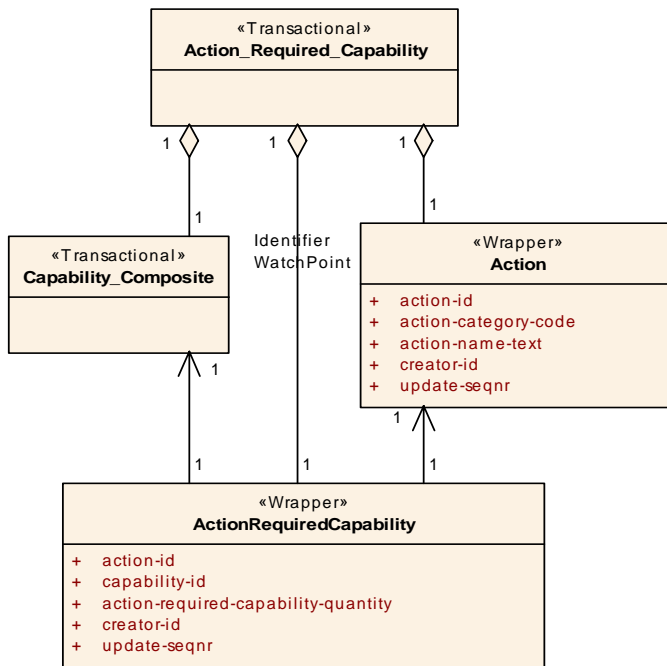 «Transactional»
Action_Required_Capability
1
1
1
1
1
«Transactional»
Capability_Composite
Identifier
WatchPoint
«Wrapper»
Action
+ action-id
+ action-category-code
+ action-name-text
+ creator-id
+ update-seqnr
1
1
1
1
1
«Wrapper»
ActionRequiredCapability
+ action-id
+ capability-id
+ action-required-capability-quantity
+ creator-id
+ update-seqnr